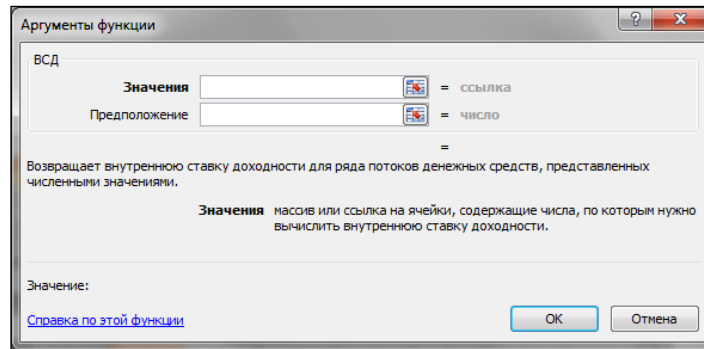 Аргументы функции
ВСД
Значения = ссылка
Предположение = число
=
Возвращает внутреннюю ставку доходности для ряда потоков денежных средств, представленных
численными значениями.
Значения массив или ссылка на ячейки, содержащие числа, по которым нужно
вычислить внутреннюю ставку доходности.
Значение:
Справка по этой функции
ОК
Отмена